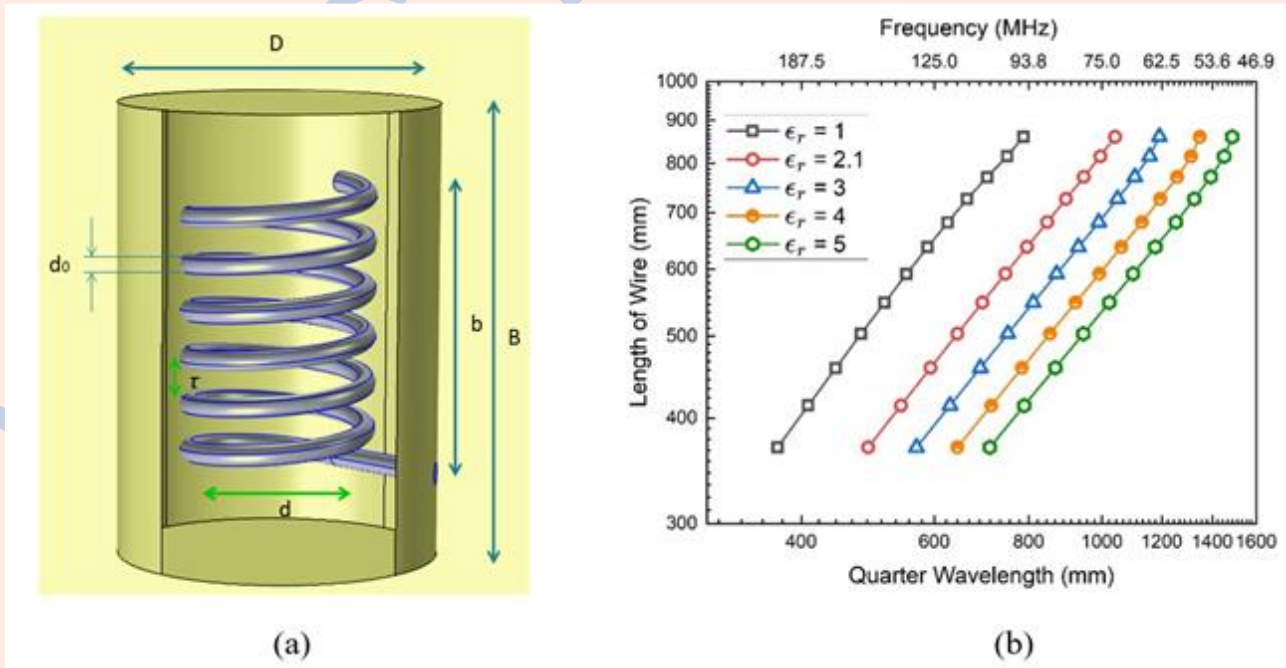 D
d₀
τ
b
B
d
(a)
Frequency (MHz)
187.5 125.0 93.8 75.0 62.5 53.6 46.9
1000
900
800
700
600
500
400
300
Length of Wire (mm)
ϵr = 1
ϵr = 2.1
ϵr = 3
ϵr = 4
ϵr = 5
400 600 800 1000 1200 1400 1600
Quarter Wavelength (mm)
(b)